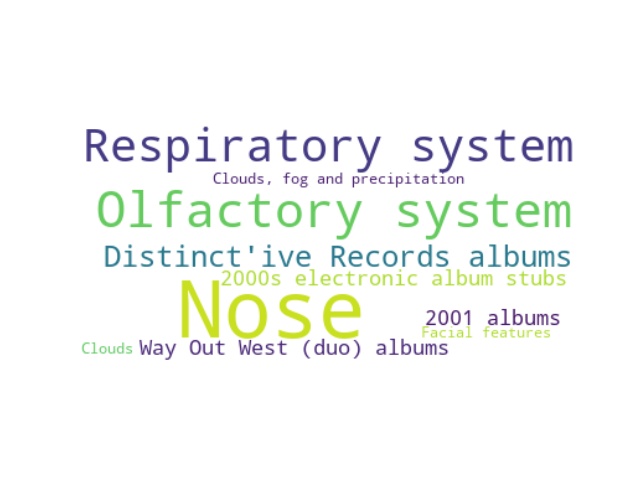 Respiratory system
Clouds, fog and precipitation
Olfactory system
Distinct'ive Records albums
2000s electronic album stubs
Nose
2001 albums
Facial features
Clouds
Way Out West (duo) albums